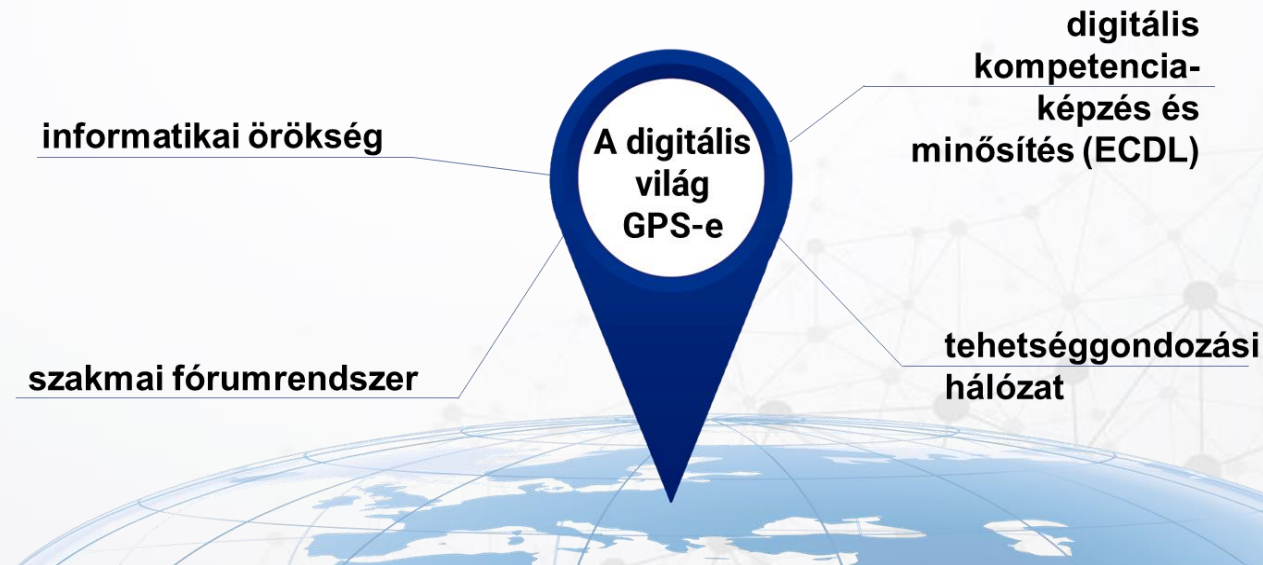 informatikai örökség
szakmai fórumrendszer
A digitális
világ
GPS-e
digitális
kompetencia-
képzés és
minősítés (ECDL)
tehetséggondozási
hálózat